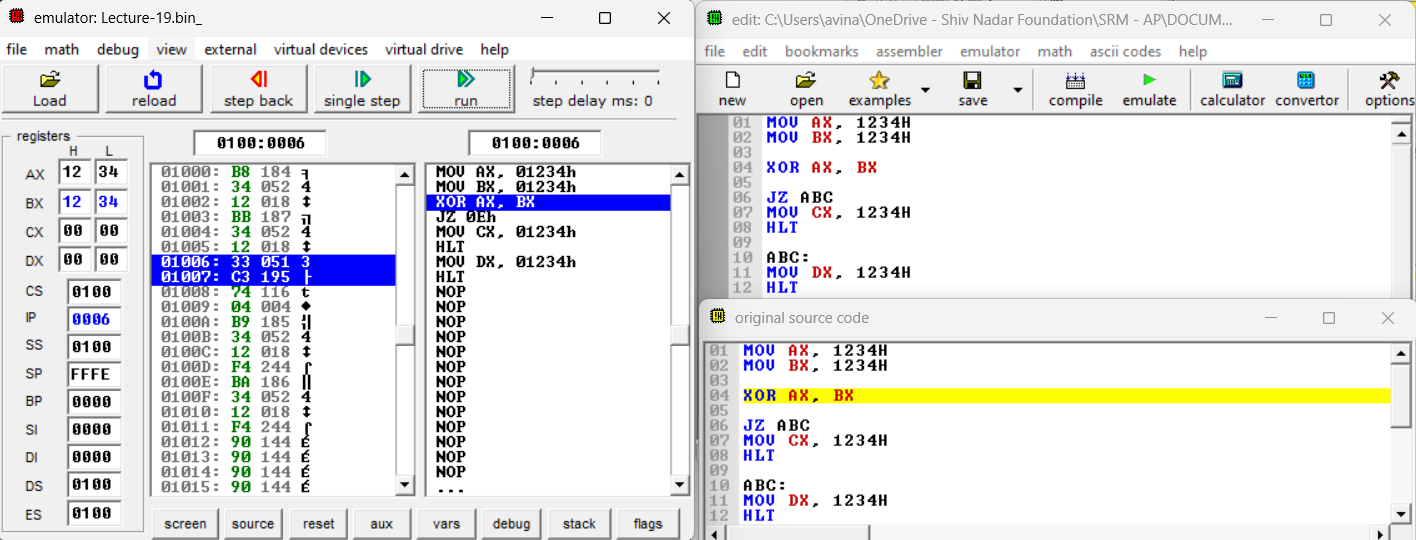 emulator: Lecture-19.bin_
file math debug view external virtual devices virtual drive help
Load reload step back single step run step delay ms: 0
registers
H L
AX 12 34
BX 12 34
CX 00 00
DX 00 00
CS 0100
IP 0006
SS 0100
SP FFFE
BP 0000
SI 0000
DI 0000
DS 0100
ES 0100
0100:0006
01000: B8 184 ╕
01001: 34 052 4
01002: 12 018 ↕
01003: BB 187 ╗
01004: 34 052 4
01005: 12 018 ↕
01006: 33 051 3
01007: C3 195 ├
01008: 74 116 t
01009: 04 004 ♦
0100A: B9 185 ╣
0100B: 34 052 4
0100C: 12 018 ↕
0100D: F4 244 ⌠
0100E: BA 186 ║
0100F: 34 052 4
01010: 12 018 ↕
01011: F4 244 ⌠
01012: 90 144 É
01013: 90 144 É
01014: 90 144 É
01015: 90 144 É
0100:0006
MOV AX, 01234h
MOV BX, 01234h
XOR AX, BX
JZ 0Eh
MOV CX, 01234h
HLT
MOV DX, 01234h
HLT
NOP
NOP
NOP
NOP
NOP
NOP
NOP
NOP
NOP
NOP
NOP
NOP
NOP
...
screen source reset aux vars debug stack flags
edit: C:\Users\avina\OneDrive - Shiv Nadar Foundation\SRM - AP\DOCUM...
file edit bookmarks assembler emulator math ascii codes help
new open examples save compile emulate calculator convertor options
01 MOV AX, 1234H
02 MOV BX, 1234H
03
04 XOR AX, BX
05
06 JZ ABC
07 MOV CX, 1234H
08 HLT
09
10 ABC:
11 MOV DX, 1234H
12 HLT
original source code
01 MOV AX, 1234H
02 MOV BX, 1234H
03
04 XOR AX, BX
05
06 JZ ABC
07 MOV CX, 1234H
08 HLT
09
10 ABC:
11 MOV DX, 1234H
12 HLT